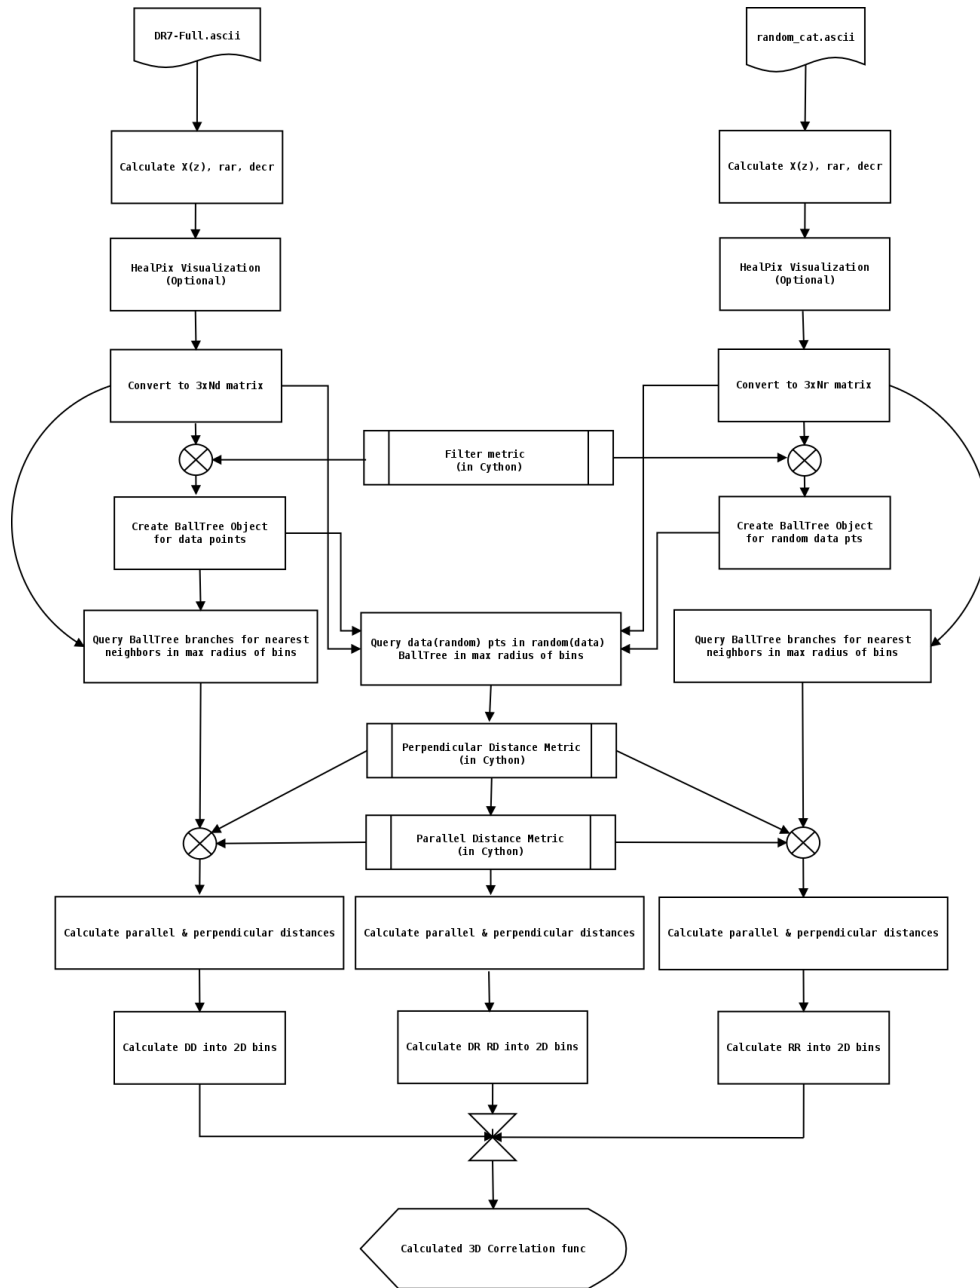 DR7-Full.ascii
random_cat.ascii
Calculate X(z), rar, decr
Calculate X(z), rar, decr
HealPix Visualization
(Optional)
HealPix Visualization
(Optional)
Convert to 3xNd matrix
Convert to 3xNr matrix
Filter metric
(in Cython)
Create BallTree Object
for data points
Create BallTree Object
for random data pts
Query BallTree branches for nearest
neighbors in max radius of bins
Query data(random) pts in random(data)
BallTree in max radius of bins
Query BallTree branches for nearest
neighbors in max radius of bins
Perpendicular Distance Metric
(in Cython)
Parallel Distance Metric
(in Cython)
Calculate parallel & perpendicular distances
Calculate parallel & perpendicular distances
Calculate parallel & perpendicular distances
Calculate DD into 2D bins
Calculate DR RD into 2D bins
Calculate RR into 2D bins
Calculated 3D Correlation func